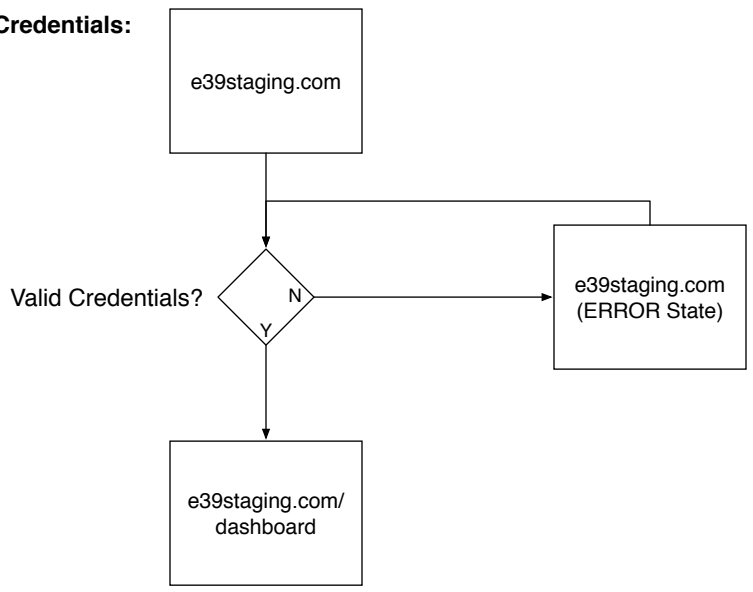 Credentials:
e39staging.com
Valid Credentials?
N
Y
e39staging.com
(ERROR State)
e39staging.com/
dashboard